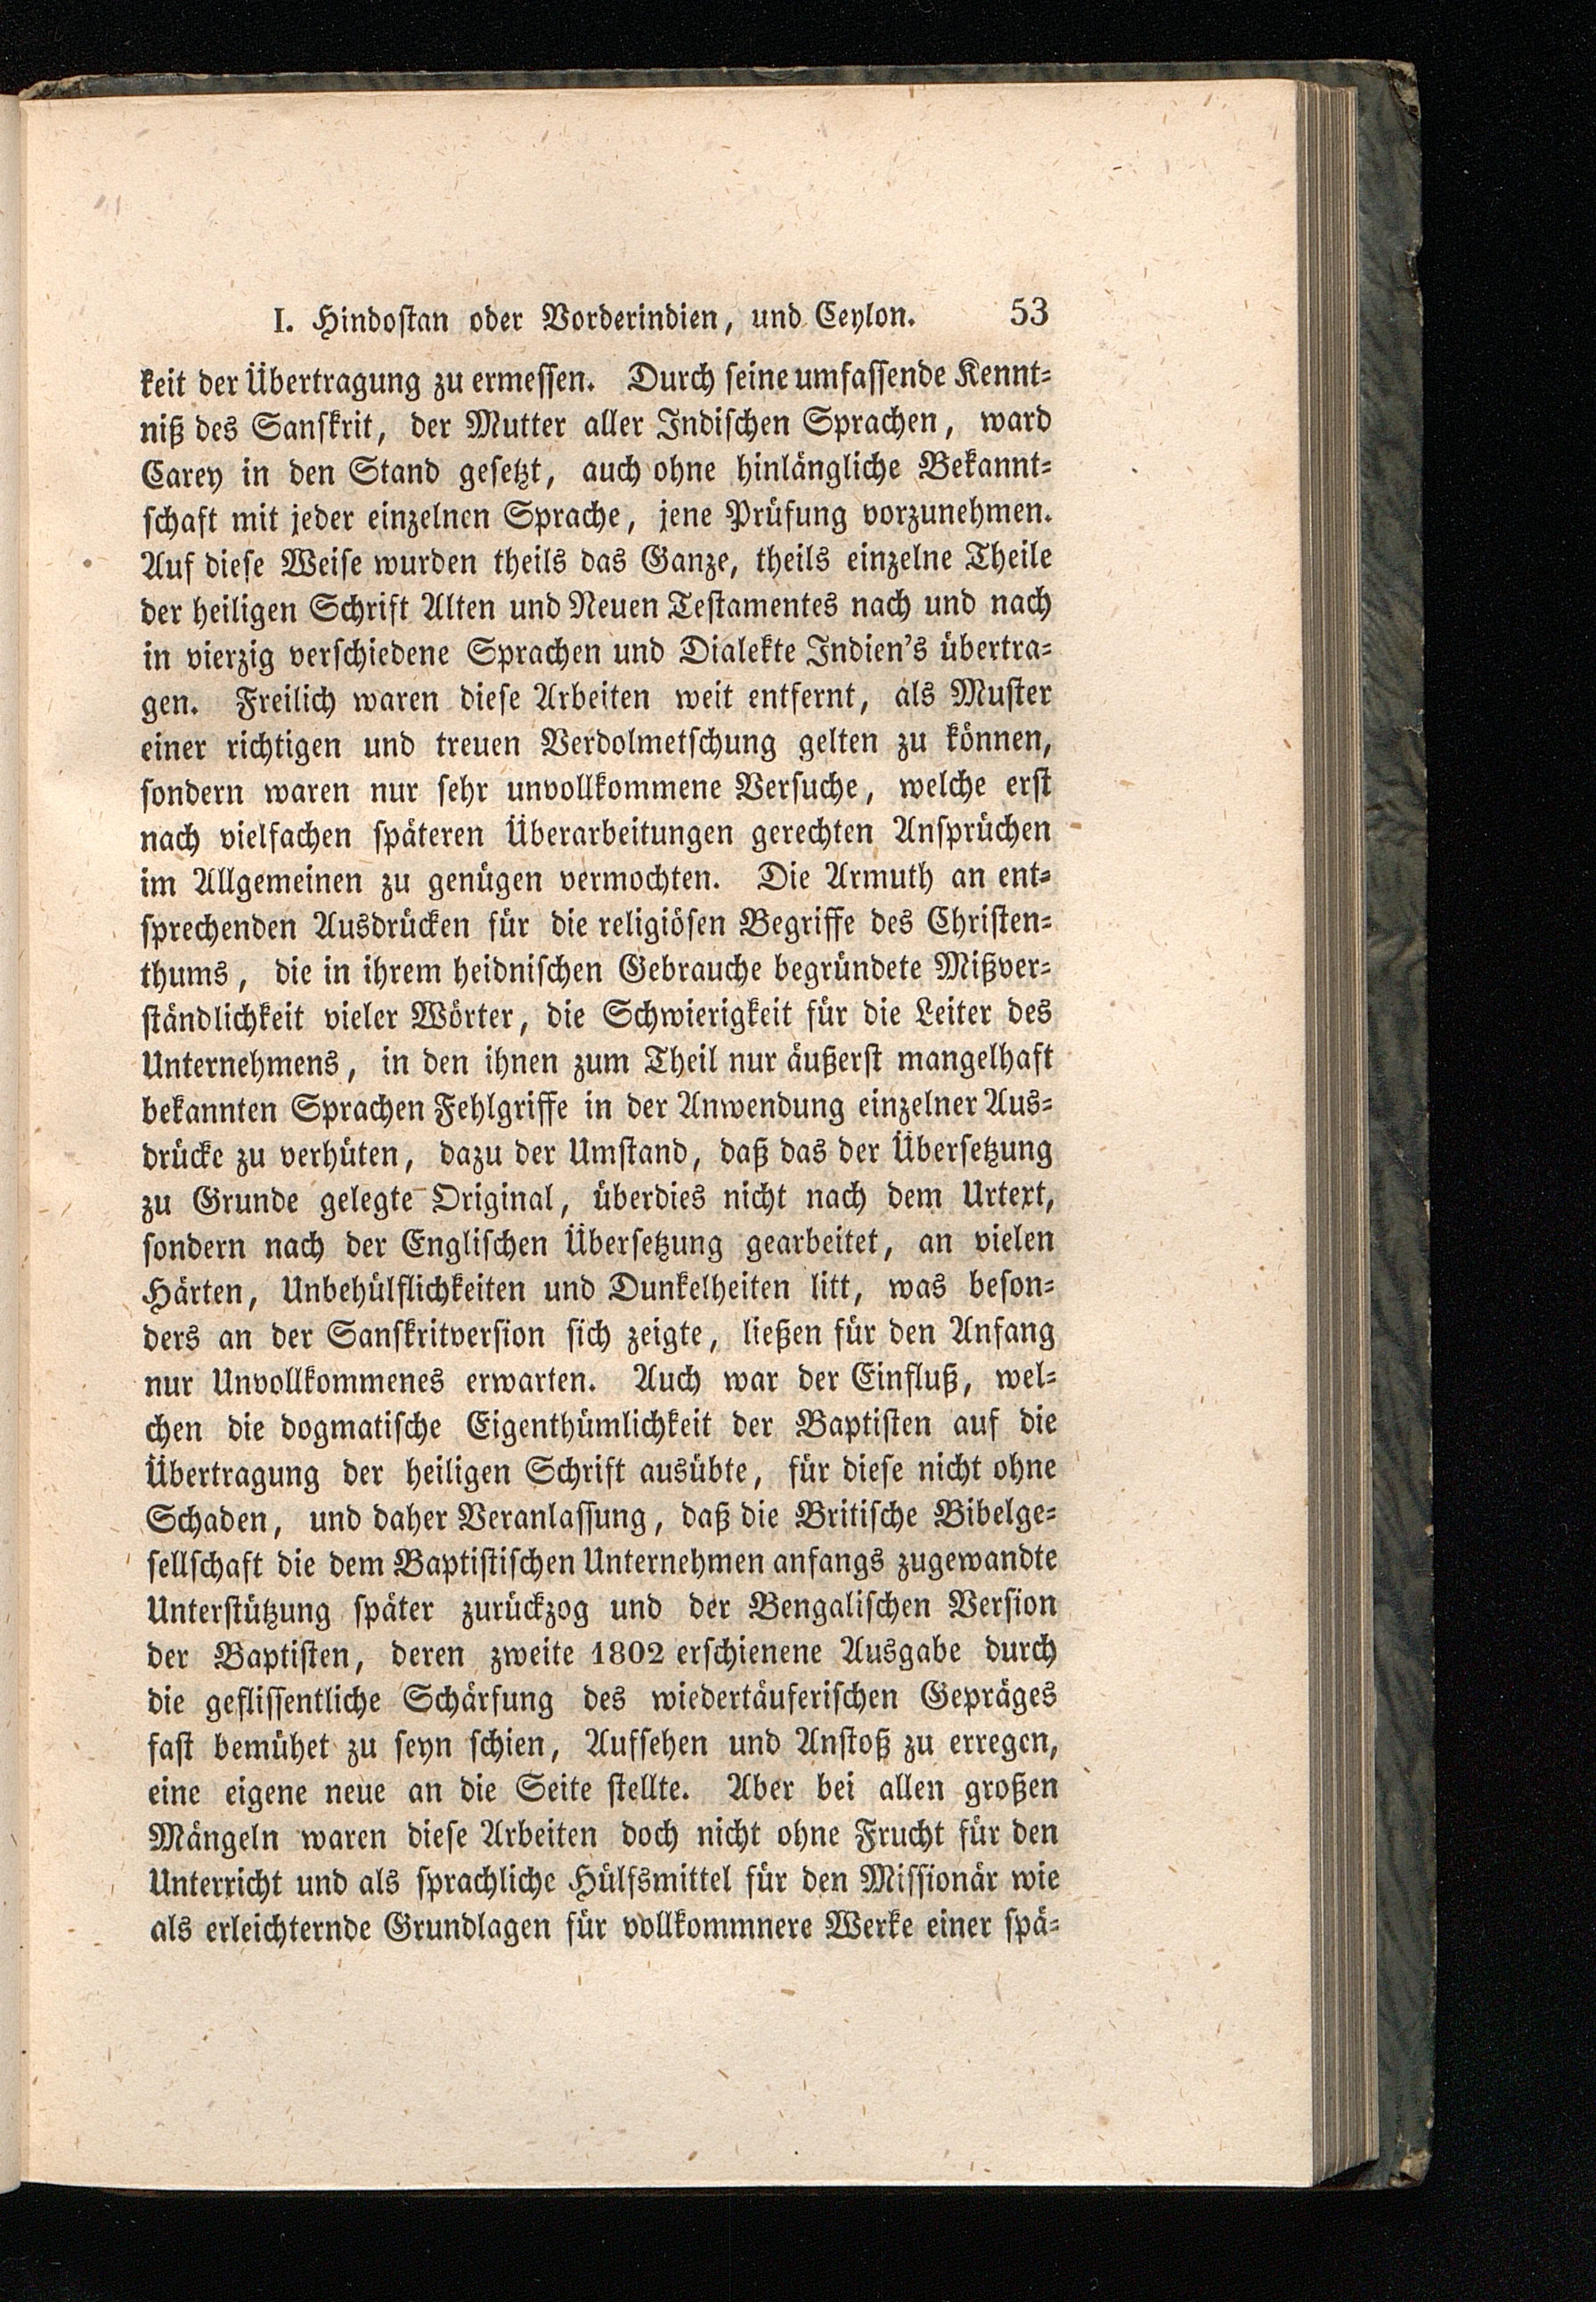 I. Hindostan oder Vorderindien, und Ceylon. 53
keit der Übertragung zu ermessen. Durch seine umfassende Kennt-
niß des Sanskrit, der Mutter aller Indischen Sprachen, ward
Carey in den Stand gesetzt, auch ohne hinlängliche Bekannt-
schaft mit jeder einzelnen Sprache, jene Prüfung vorzunehmen.
Auf diese Weise wurden theils das Ganze, theils einzelne Theile
der heiligen Schrift Alten und Neuen Testamentes nach und nach
in vierzig verschiedene Sprachen und Dialekte Indien's übertra-
gen. Freilich waren diese Arbeiten weit entfernt, als Muster
einer richtigen und treuen Verdolmetschung gelten zu können,
sondern waren nur sehr unvollkommene Versuche, welche erst
nach vielfachen späteren Überarbeitungen gerechten Ansprüchen
im Allgemeinen zu genügen vermochten. Die Armuth an ent-
sprechenden Ausdrücken für die religiösen Begriffe des Christen-
thums, die in ihrem heidnischen Gebrauche begründete Mißver-
ständlichkeit vieler Wörter, die Schwierigkeit für die Leiter des
Unternehmens, in den ihnen zum Theil nur äußerst mangelhaft
bekannten Sprachen Fehlgriffe in der Anwendung einzelner Aus-
drücke zu verhüten, dazu der Umstand, daß das der Übersetzung
zu Grunde gelegte Original, überdies nicht nach dem Urtext,
sondern nach der Englischen Übersetzung gearbeitet, an vielen
Härten, Unbehülflichkeiten und Dunkelheiten litt, was beson-
ders an der Sanskritversion sich zeigte, ließen für den Anfang
nur Unvollkommenes erwarten. Auch war der Einfluß, wel-
chen die dogmatische Eigenthümlichkeit der Baptisten auf die
Übertragung der heiligen Schrift ausübte, für diese nicht ohne
Schaden, und daher Veranlassung, daß die Britische Bibelge-
sellschaft die dem Baptistischen Unternehmen anfangs zugewandte
Unterstützung später zurückzog und der Bengalischen Version
der Baptisten, deren zweite 1802 erschienene Ausgabe durch
die geflissentliche Schärfung des wiedertäuferischen Gepräges
fast bemühet zu seyn schien, Aufsehen und Anstoß zu erregen,
eine eigene neue an die Seite stellte. Aber bei allen großen
Mängeln waren diese Arbeiten doch nicht ohne Frucht für den
Unterricht und als sprachliche Hülfsmittel für den Missionär wie
als erleichternde Grundlagen für vollkommnere Werke einer spä-